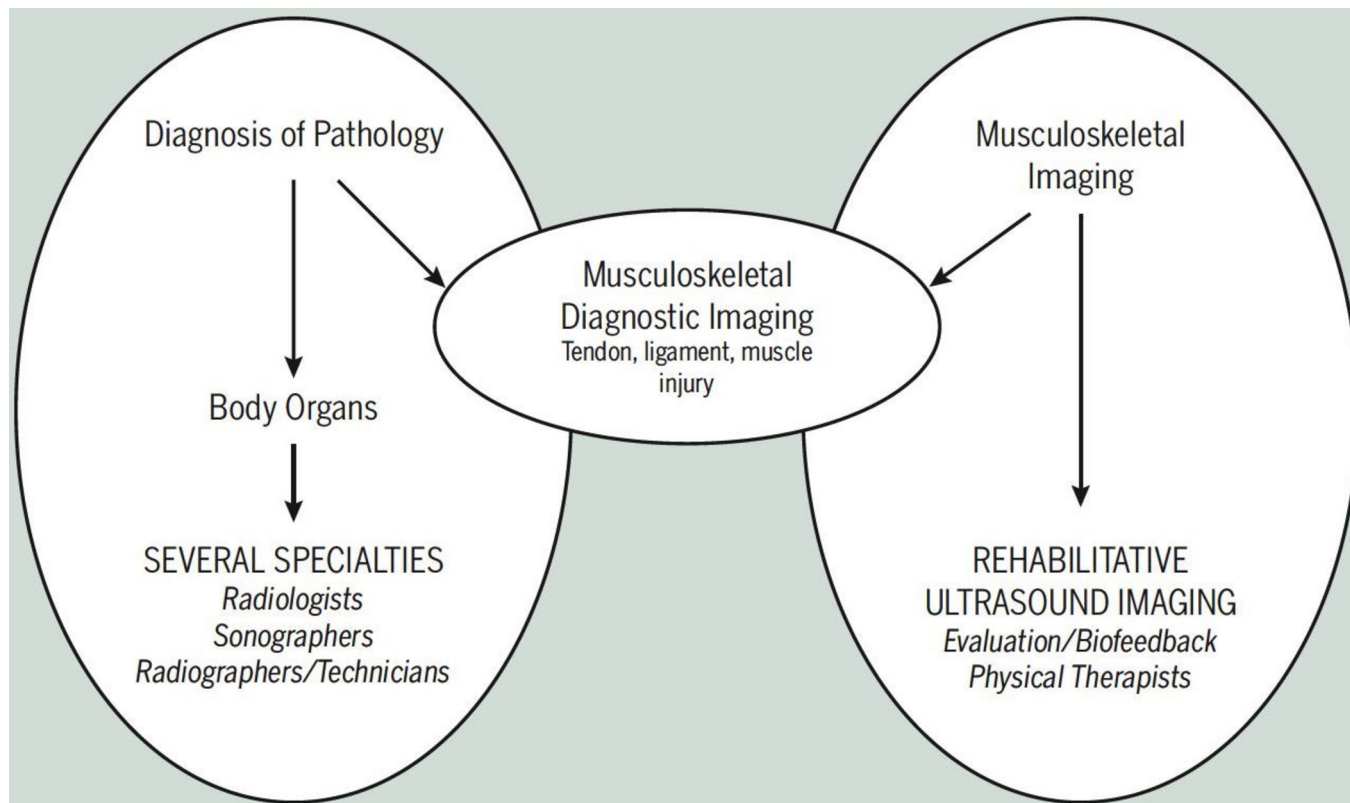 Diagnosis of Pathology
Body Organs
SEVERAL SPECIALTIES
Radiologists
Sonographers
Radiographers/Technicians
Musculoskeletal
Diagnostic Imaging
Tendon, ligament, muscle
injury
Musculoskeletal
Imaging
REHABILITATIVE
ULTRASOUND IMAGING
Evaluation/Biofeedback
Physical Therapists